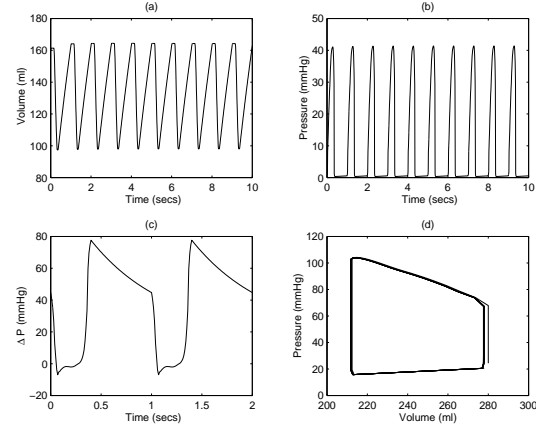 (a)
180
160
140
120
100
80
Volume (ml)
0 2 4 6 8 10
Time (secs)
(b)
50
40
30
20
10
0
Pressure (mmHg)
0 2 4 6 8 10
Time (secs)
(c)
80
60
40
20
0
−20
Δ P (mmHg)
0 0.5 1 1.5 2
Time (secs)
(d)
120
100
80
60
40
20
0
Pressure (mmHg)
200 220 240 260 280 300
Volume (ml)